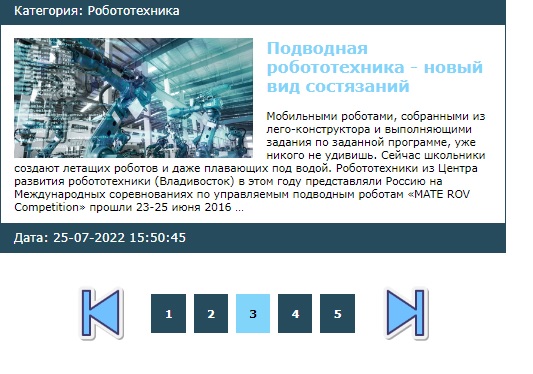 Категория: Робототехника
Подводная
робототехника - новый
вид состязаний
Мобильными роботами, собранными из
лего-конструктора и выполняющими
задания по заданной программе, уже
никого не удивишь. Сейчас школьники
создают летащих роботов и даже плавающих под водой. Робототехники из Центра
развития робототехники (Владивосток) в этом году представляли Россию на
Международных соревнованиях по управляемым подводным роботам «MATE ROV
Competition» прошли 23-25 июня 2016 ...
Дата: 25-07-2022 15:50:45
1 2 3 4 5